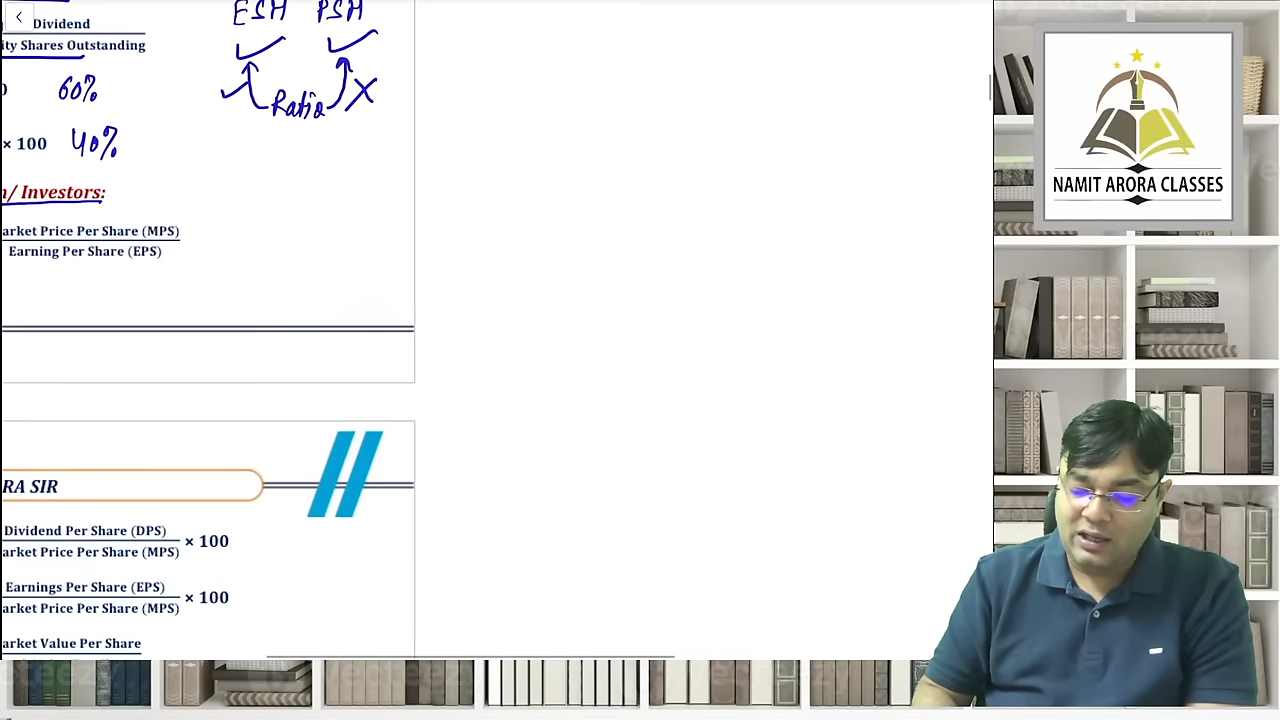 ESH PSH
Dividend
ity Shares Outstanding
60%
Ratio
× 100 40%
n/ Investors:
arket Price Per Share (MPS)
Earning Per Share (EPS)
RA SIR
Dividend Per Share (DPS)
arket Price Per Share (MPS)
× 100
Earnings Per Share (EPS)
arket Price Per Share (MPS)
× 100
arket Value Per Share
NAMIT ARORA CLASSES